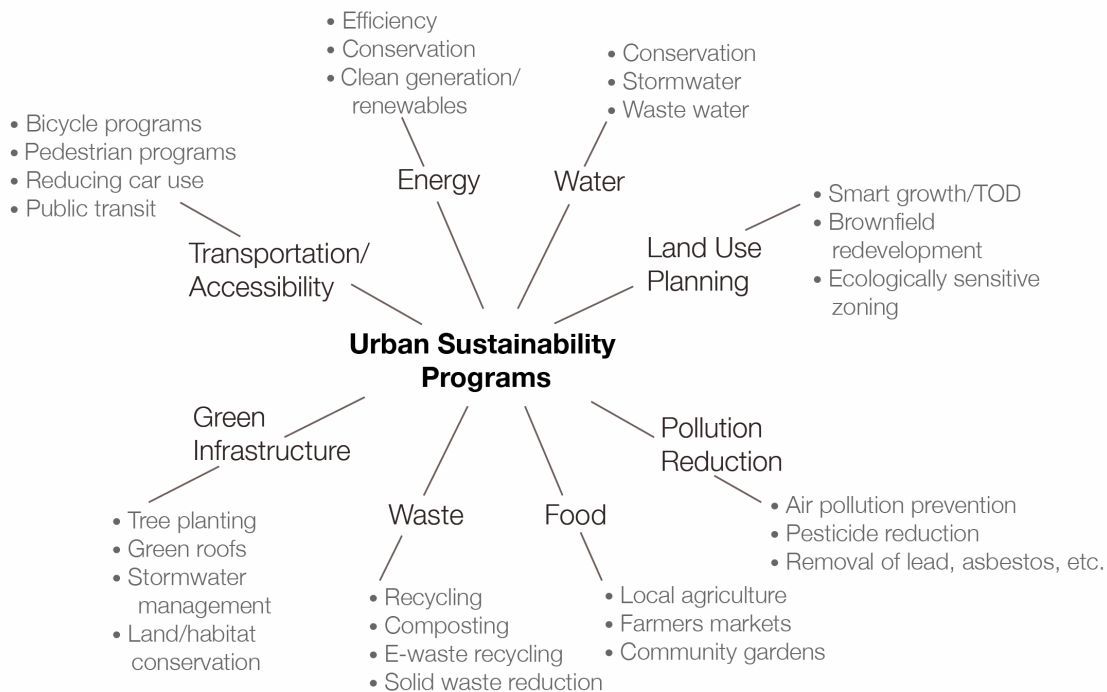 • Efficiency
• Conservation
• Clean generation/
renewables
Energy
• Conservation
• Stormwater
• Waste water
Water
• Bicycle programs
• Pedestrian programs
• Reducing car use
• Public transit
Transportation/
Accessibility
• Smart growth/TOD
• Brownfield
redevelopment
• Ecologically sensitive
zoning
Land Use
Planning
Urban Sustainability
Programs
Green
Infrastructure
• Tree planting
• Green roofs
• Stormwater
management
• Land/habitat
conservation
Waste
• Recycling
• Composting
• E-waste recycling
• Solid waste reduction
Food
• Local agriculture
• Farmers markets
• Community gardens
Pollution
Reduction
• Air pollution prevention
• Pesticide reduction
• Removal of lead, asbestos, etc.